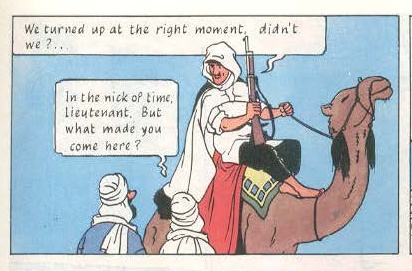 We turned up at the right moment, didn't
we?...
In the nick of time,
lieutenant. But
what made you
come here?